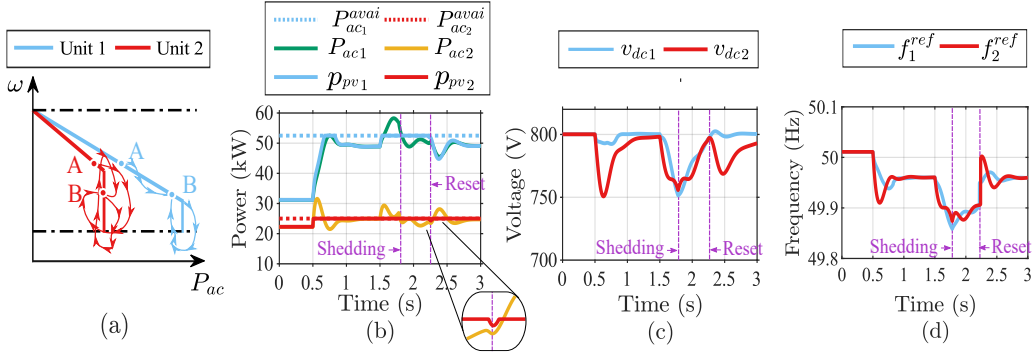 Unit 1 Unit 2
ω
A
A
B
B
P_ac
(a)
P_ac₁^avai P_ac₂^avai
P_ac1 P_ac2
p_pv1 p_pv2
Power (kW)
60
50
40
30
20
10
Reset
Shedding
0 0.5 1 1.5 2 2.5 3
Time (s)
(b)
v_dc1 v_dc2
Voltage (V)
800
750
700
Shedding
Reset
0 0.5 1 1.5 2 2.5 3
Time (s)
(c)
f_1^ref f_2^ref
Frequency (Hz)
50.1
50
49.9
49.8
Shedding
Reset
0 0.5 1 1.5 2 2.5 3
Time (s)
(d)